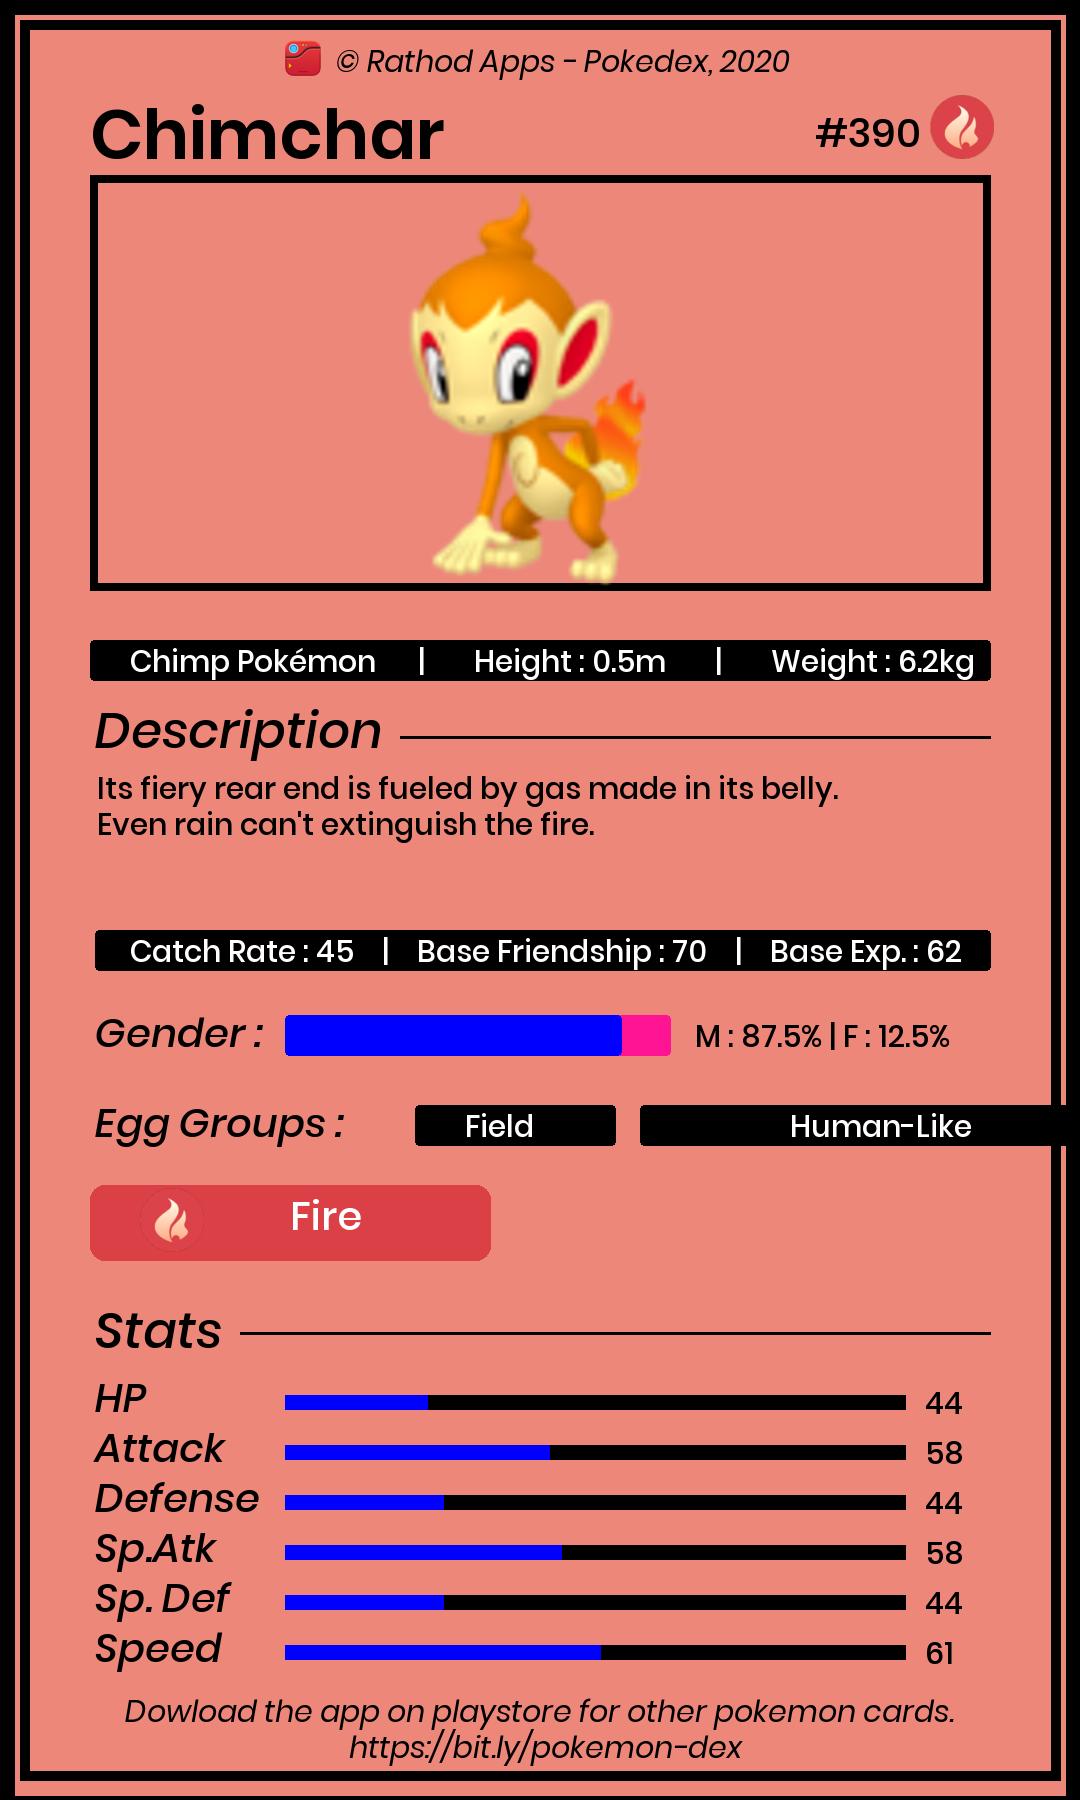 © Rathod Apps - Pokedex, 2020
Chimchar #390
Chimp Pokémon | Height : 0.5m | Weight : 6.2kg
Description
Its fiery rear end is fueled by gas made in its belly.
Even rain can't extinguish the fire.
Catch Rate : 45 | Base Friendship : 70 | Base Exp. : 62
Gender : M : 87.5% | F : 12.5%
Egg Groups : Field Human-Like
Fire
Stats
HP 44
Attack 58
Defense 44
Sp.Atk 58
Sp. Def 44
Speed 61
Dowload the app on playstore for other pokemon cards.
https://bit.ly/pokemon-dex